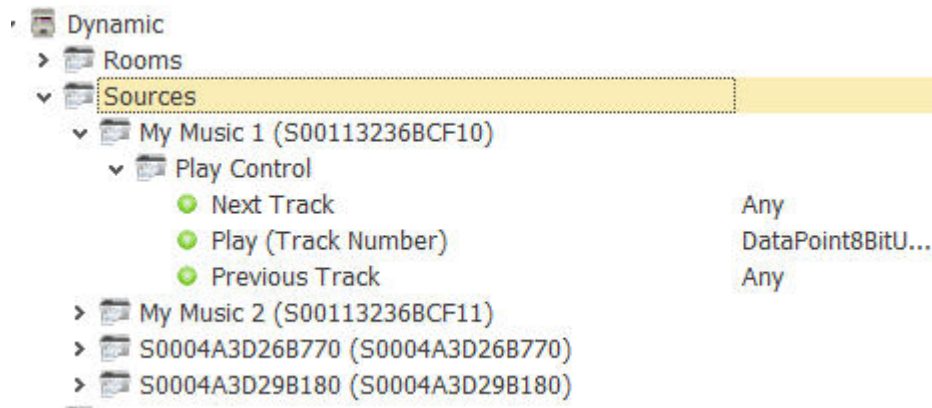 Dynamic
Rooms
Sources
My Music 1 (S00113236BCF10)
Play Control
Next Track Any
Play (Track Number) DataPoint8BitU...
Previous Track Any
My Music 2 (S00113236BCF11)
S0004A3D26B770 (S0004A3D26B770)
S0004A3D29B180 (S0004A3D29B180)